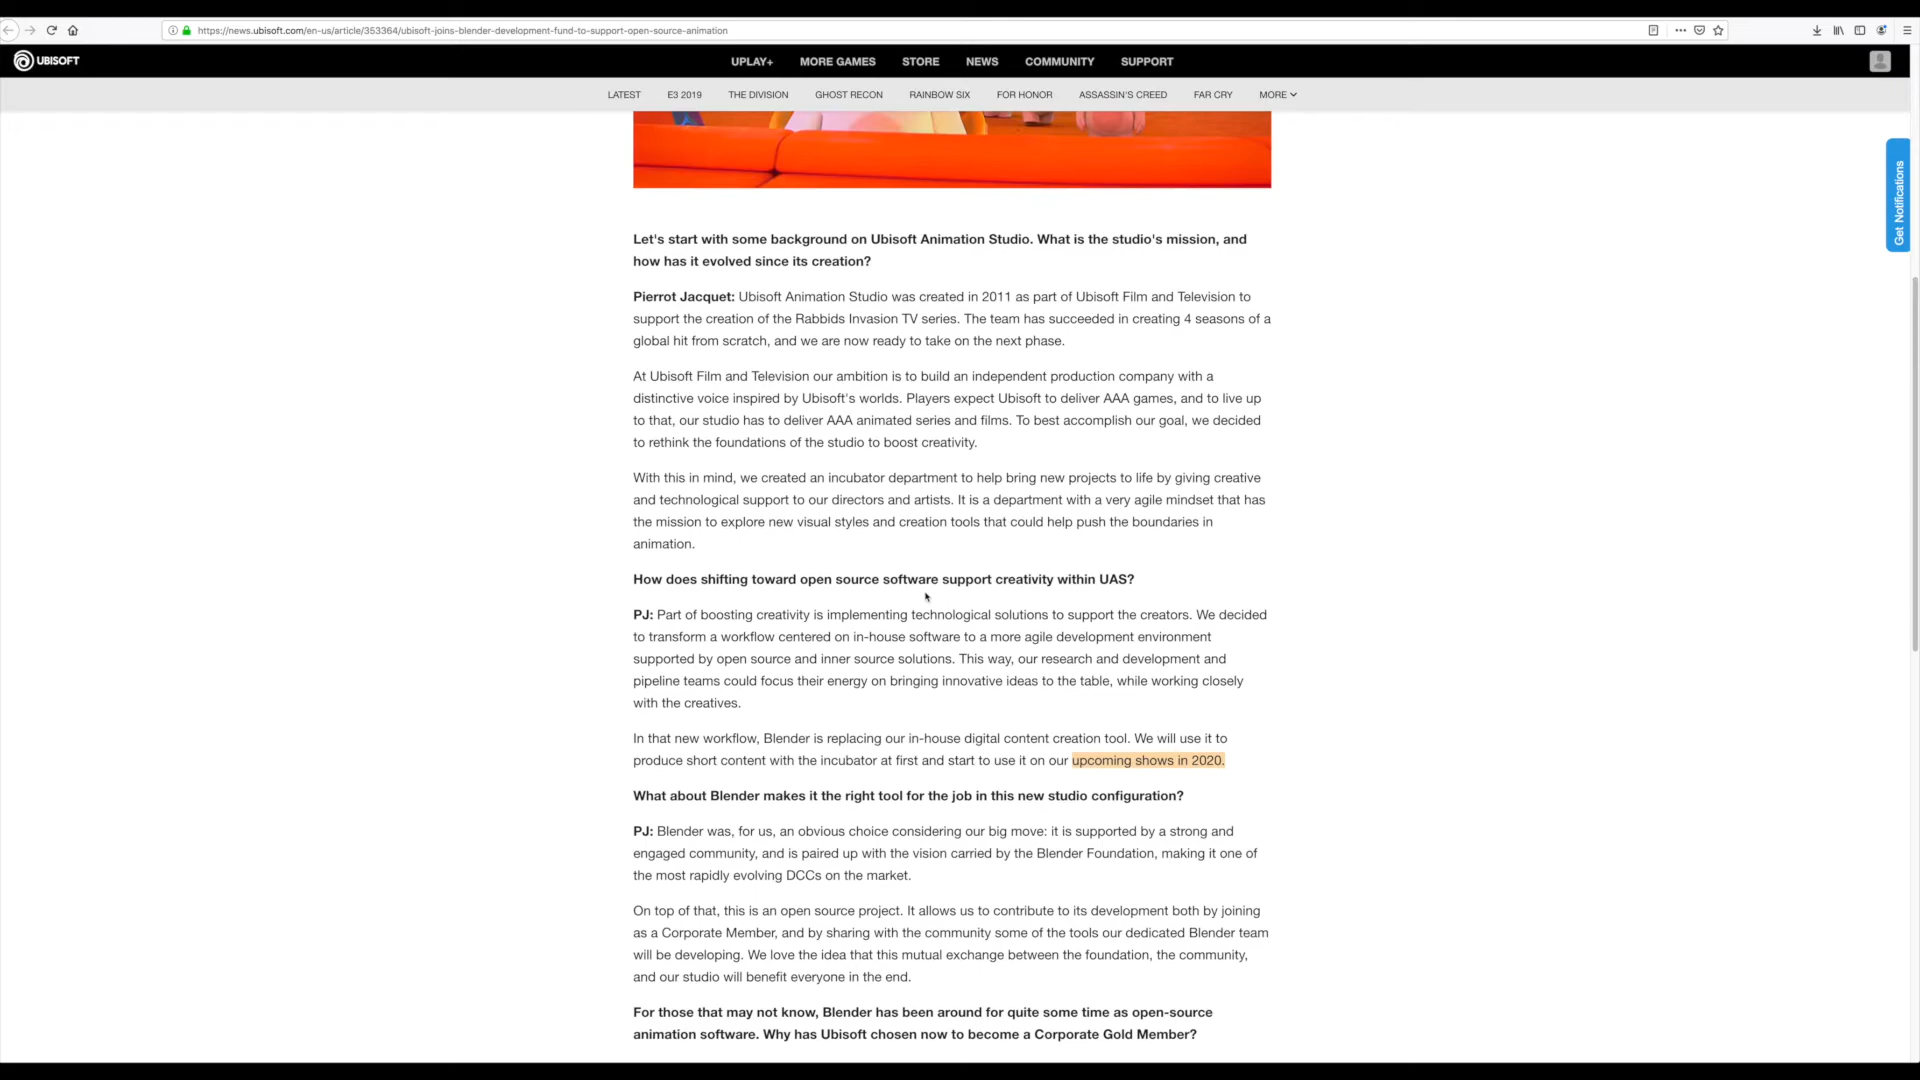 https://news.ubisoft.com/en-us/article/353364/ubisoft-joins-blender-development-fund-to-support-open-source-animation
UBISOFT
UPLAY+ MORE GAMES STORE NEWS COMMUNITY SUPPORT
LATEST E3 2019 THE DIVISION GHOST RECON RAINBOW SIX FOR HONOR ASSASSIN'S CREED FAR CRY MORE
Get Notifications
Let's start with some background on Ubisoft Animation Studio. What is the studio's mission, and
how has it evolved since its creation?
Pierrot Jacquet: Ubisoft Animation Studio was created in 2011 as part of Ubisoft Film and Television to
support the creation of the Rabbids Invasion TV series. The team has succeeded in creating 4 seasons of a
global hit from scratch, and we are now ready to take on the next phase.
At Ubisoft Film and Television our ambition is to build an independent production company with a
distinctive voice inspired by Ubisoft's worlds. Players expect Ubisoft to deliver AAA games, and to live up
to that, our studio has to deliver AAA animated series and films. To best accomplish our goal, we decided
to rethink the foundations of the studio to boost creativity.
With this in mind, we created an incubator department to help bring new projects to life by giving creative
and technological support to our directors and artists. It is a department with a very agile mindset that has
the mission to explore new visual styles and creation tools that could help push the boundaries in
animation.
How does shifting toward open source software support creativity within UAS?
PJ: Part of boosting creativity is implementing technological solutions to support the creators. We decided
to transform a workflow centered on in-house software to a more agile development environment
supported by open source and inner source solutions. This way, our research and development and
pipeline teams could focus their energy on bringing innovative ideas to the table, while working closely
with the creatives.
In that new workflow, Blender is replacing our in-house digital content creation tool. We will use it to
produce short content with the incubator at first and start to use it on our upcoming shows in 2020.
What about Blender makes it the right tool for the job in this new studio configuration?
PJ: Blender was, for us, an obvious choice considering our big move: it is supported by a strong and
engaged community, and is paired up with the vision carried by the Blender Foundation, making it one of
the most rapidly evolving DCCs on the market.
On top of that, this is an open source project. It allows us to contribute to its development both by joining
as a Corporate Member, and by sharing with the community some of the tools our dedicated Blender team
will be developing. We love the idea that this mutual exchange between the foundation, the community,
and our studio will benefit everyone in the end.
For those that may not know, Blender has been around for quite some time as open-source
animation software. Why has Ubisoft chosen now to become a Corporate Gold Member?